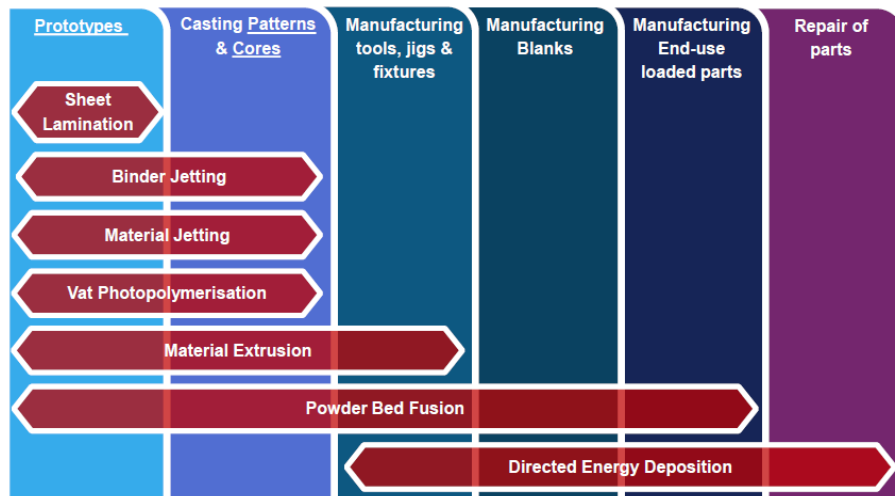 Prototypes
Casting Patterns
& Cores
Manufacturing
tools, jigs &
fixtures
Manufacturing
Blanks
Manufacturing
End-use
loaded parts
Repair of
parts
Sheet
Lamination
Binder Jetting
Material Jetting
Vat Photopolymerisation
Material Extrusion
Powder Bed Fusion
Directed Energy Deposition